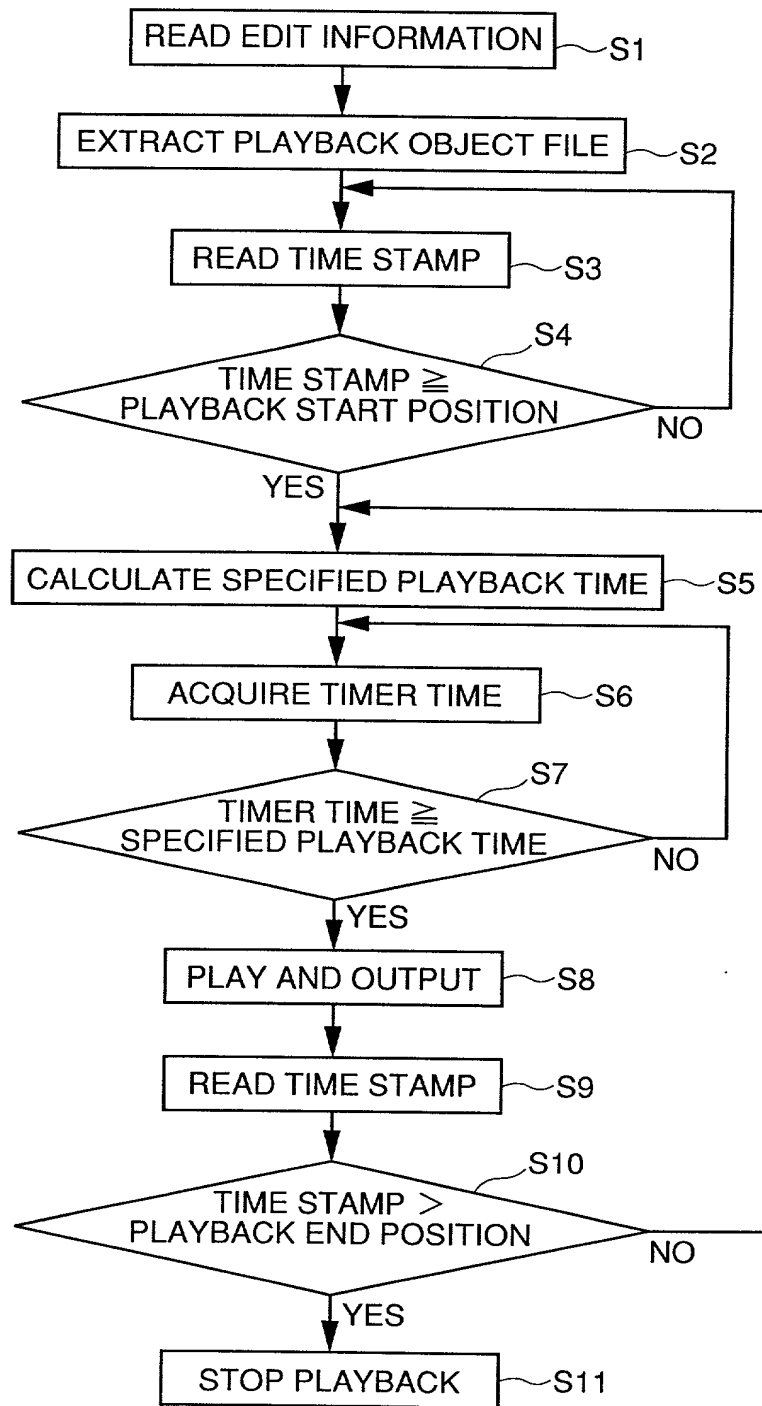 READ EDIT INFORMATION
S1
EXTRACT PLAYBACK OBJECT FILE
S2
READ TIME STAMP
S3
S4
TIME STAMP ≧
PLAYBACK START POSITION
NO
YES
CALCULATE SPECIFIED PLAYBACK TIME
S5
ACQUIRE TIMER TIME
S6
S7
TIMER TIME ≧
SPECIFIED PLAYBACK TIME
NO
YES
PLAY AND OUTPUT
S8
READ TIME STAMP
S9
S10
TIME STAMP >
PLAYBACK END POSITION
NO
YES
STOP PLAYBACK
S11